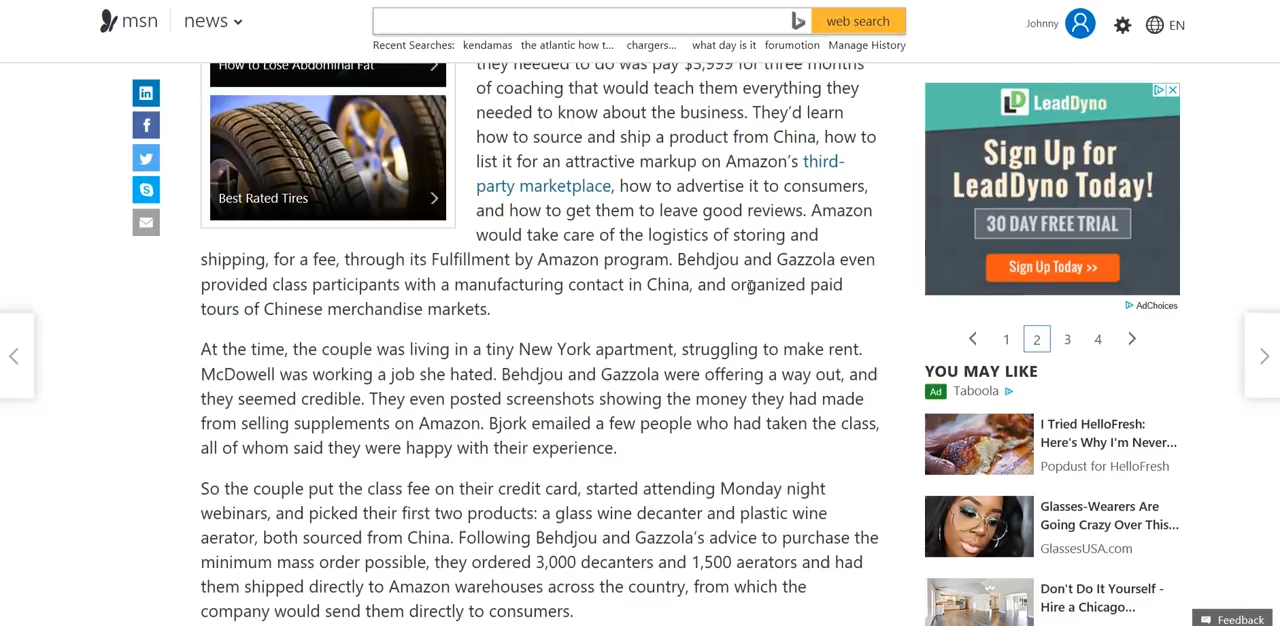 msn
news
web search
Johnny
EN
Recent Searches: kendamas the atlantic how t... chargers... what day is it forumotion Manage History
How to Lose Abdominal Fat
Best Rated Tires
they needed to do was pay $3,999 for three months
of coaching that would teach them everything they
needed to know about the business. They'd learn
how to source and ship a product from China, how to
list it for an attractive markup on Amazon's third-
party marketplace, how to advertise it to consumers,
and how to get them to leave good reviews. Amazon
would take care of the logistics of storing and
shipping, for a fee, through its Fulfillment by Amazon program. Behdjou and Gazzola even
provided class participants with a manufacturing contact in China, and organized paid
tours of Chinese merchandise markets.
At the time, the couple was living in a tiny New York apartment, struggling to make rent.
McDowell was working a job she hated. Behdjou and Gazzola were offering a way out, and
they seemed credible. They even posted screenshots showing the money they had made
from selling supplements on Amazon. Bjork emailed a few people who had taken the class,
all of whom said they were happy with their experience.
So the couple put the class fee on their credit card, started attending Monday night
webinars, and picked their first two products: a glass wine decanter and plastic wine
aerator, both sourced from China. Following Behdjou and Gazzola's advice to purchase the
minimum mass order possible, they ordered 3,000 decanters and 1,500 aerators and had
them shipped directly to Amazon warehouses across the country, from which the
company would send them directly to consumers.
LD LeadDyno
Sign Up for
LeadDyno Today!
30 DAY FREE TRIAL
Sign Up Today >>
AdChoices
1 2 3 4
YOU MAY LIKE
Ad Taboola
I Tried HelloFresh:
Here's Why I'm Never...
Popdust for HelloFresh
Glasses-Wearers Are
Going Crazy Over This...
GlassesUSA.com
Don't Do It Yourself -
Hire a Chicago...
Feedback